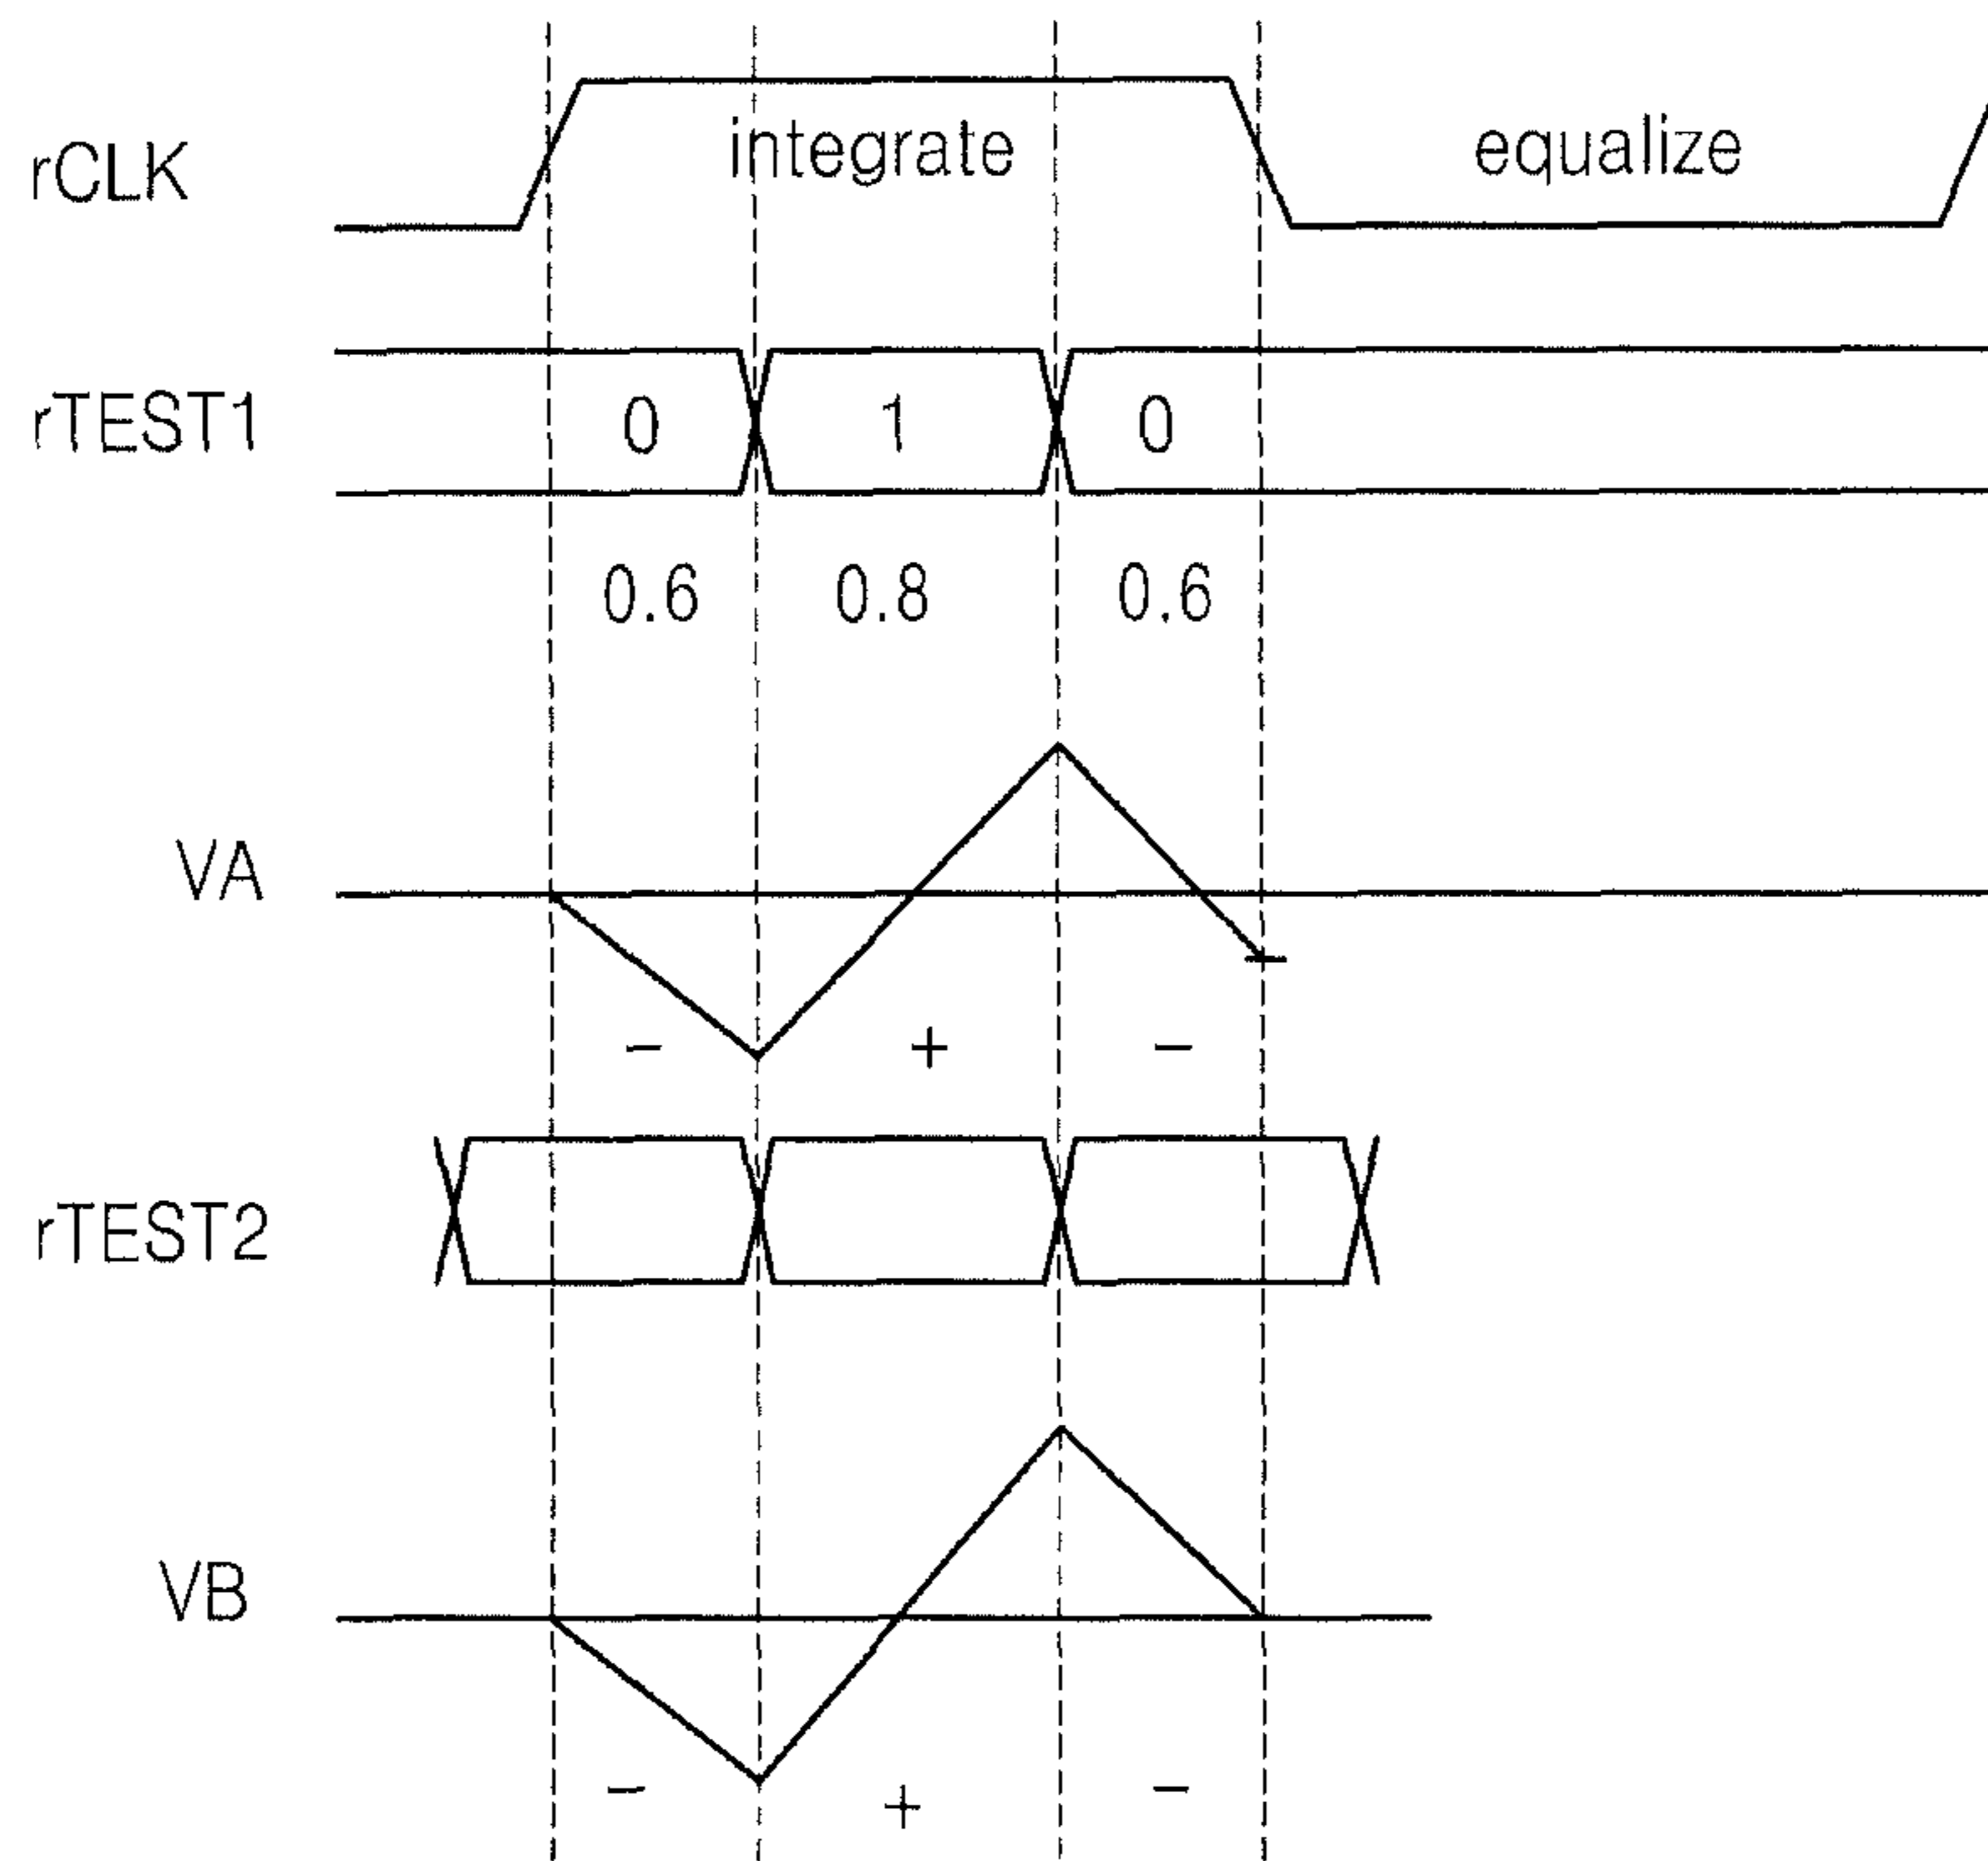 rCLK integrate equalize
rTEST1 0 1 0
0.6 0.8 0.6
VA
- + -
rTEST2
VB
- + -